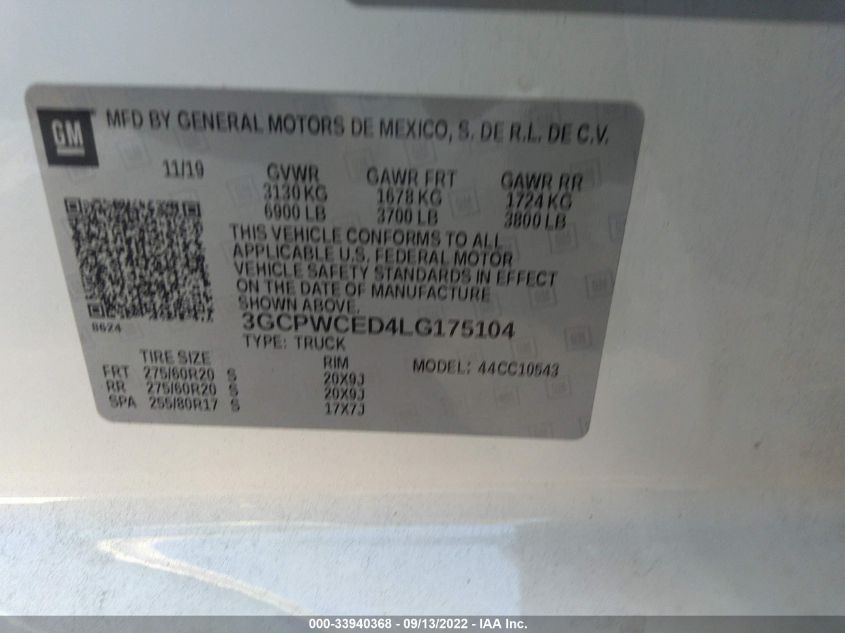 GM
MFD BY GENERAL MOTORS DE MEXICO, S. DE R.L. DE C.V.
11/19 GVWR GAWR FRT GAWR RR
3130 KG 1678 KG 1724 KG
6900 LB 3700 LB 3800 LB
THIS VEHICLE CONFORMS TO ALL
APPLICABLE U.S. FEDERAL MOTOR
VEHICLE SAFETY STANDARDS IN EFFECT
ON THE DATE OF MANUFACTURE
SHOWN ABOVE.
8624
3GCPWCED4LG175104
TYPE: TRUCK
TIRE SIZE RIM MODEL: 44CC10543
FRT 275/60R20 S 20X9J
RR 275/60R20 S 20X9J
SPA 255/80R17 S 17X7J
000-33940368 - 09/13/2022 - IAA Inc.